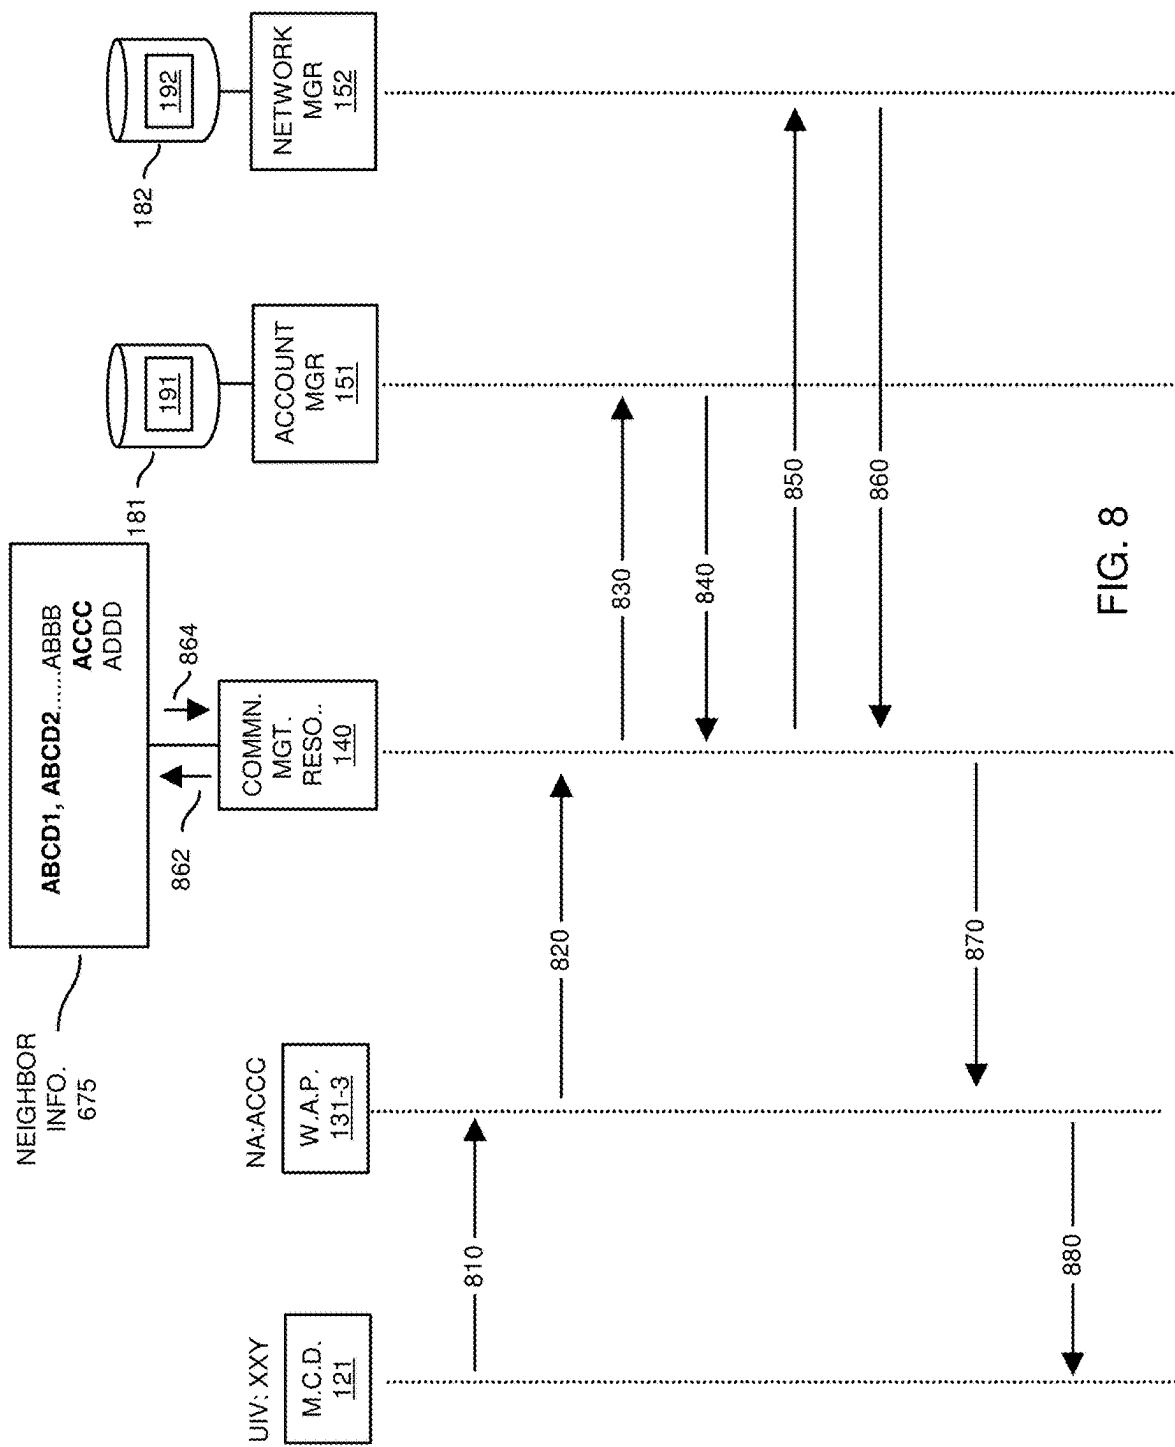 NEIGHBOR
INFO.
675
ABCD1, ABCD2......ABBB
ACCC
ADDD
862
864
181
182
191
192
UIV: XXY
M.C.D.
121
NA:ACCC
W.A.P.
131-3
COMMN.
MGT.
RESO..
140
ACCOUNT
MGR
151
NETWORK
MGR
152
810
820
830
840
850
860
870
880
FIG. 8